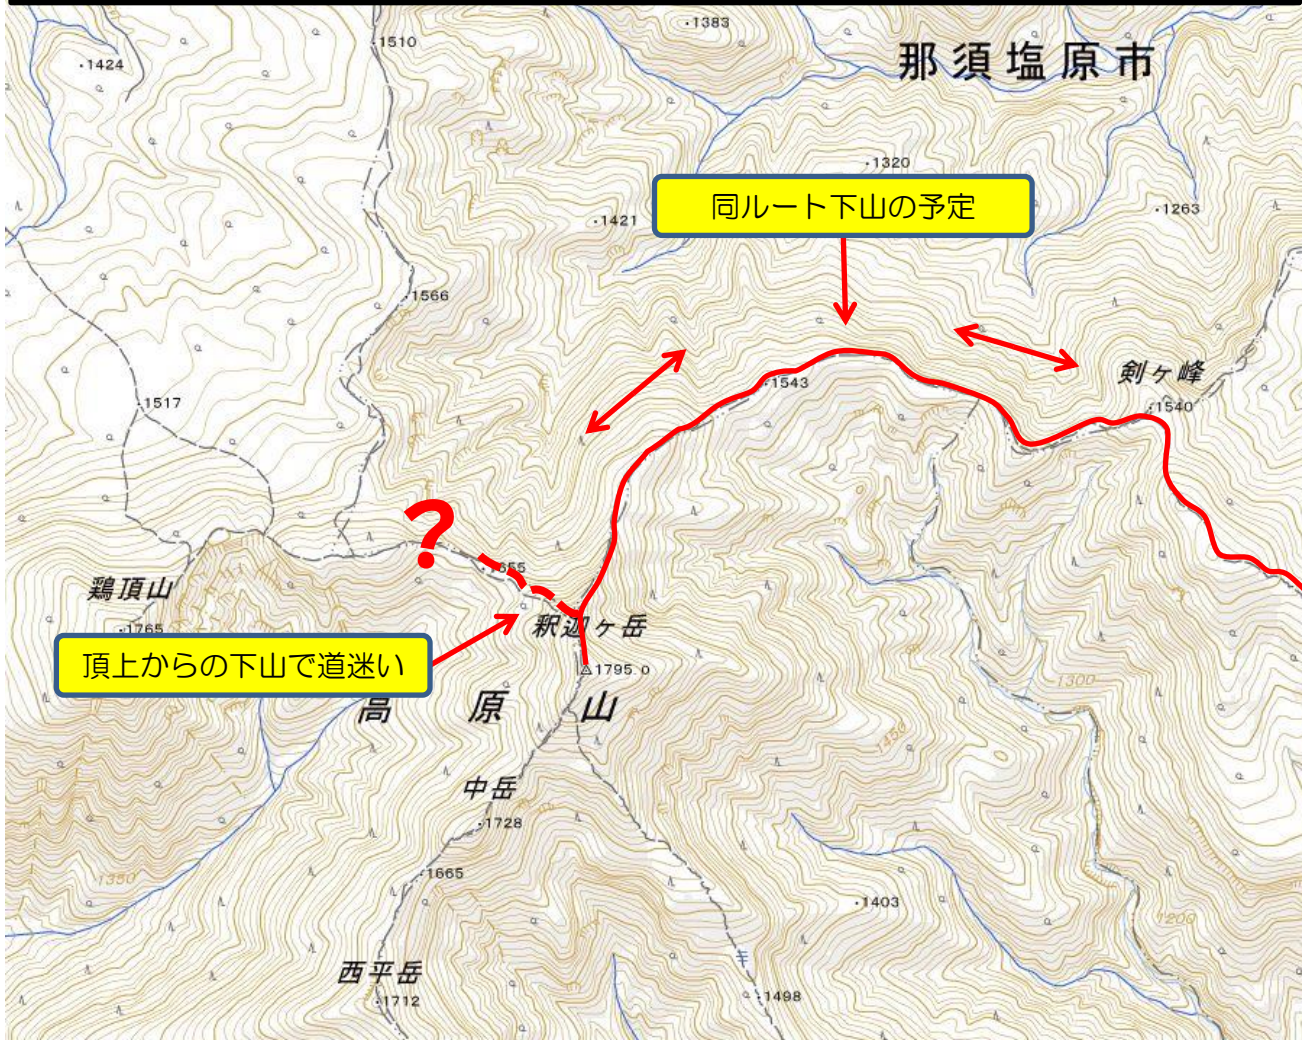 ・1383
・1510
・1424
那須塩原市
・1320
同ルート下山の予定
・1263
・1421
・1566
剣ヶ峰
・1543
・1517
・1540
?
・1655
鶏頂山
釈迦ヶ岳
・1765
頂上からの下山で道迷い
△1795.0
1300
高原山
1450
中岳
・1728
・1665
1350
・1403
1200
西平岳
・1712
・1498